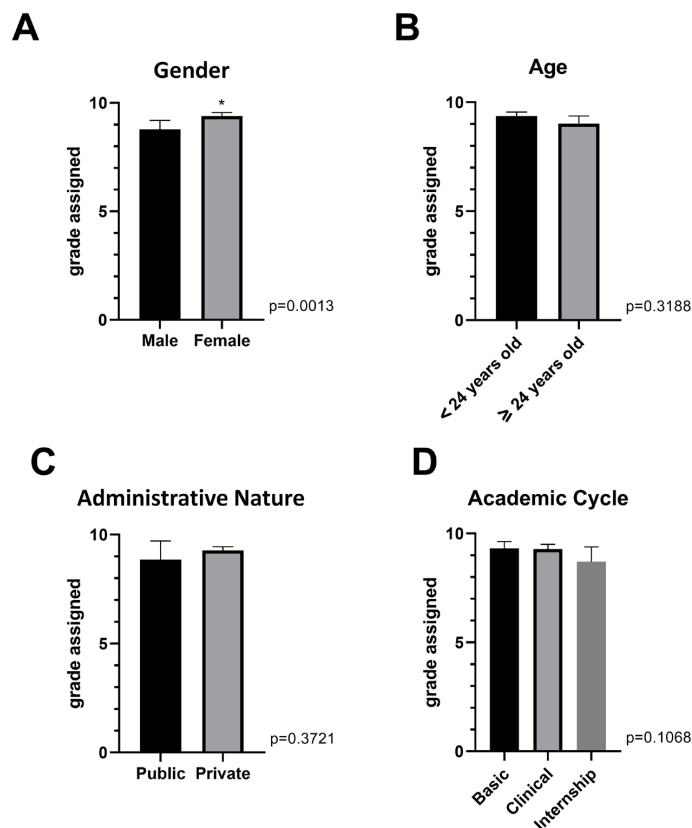 A
Gender
10
*
5
0
grade assigned
Male Female
p=0.0013
B
Age
10
5
0
grade assigned
< 24 years old
⩾ 24 years old
p=0.3188
C
Administrative Nature
10
5
0
grade assigned
Public Private
p=0.3721
D
Academic Cycle
10
5
0
grade assigned
Basic
Clinical
Internship
p=0.1068